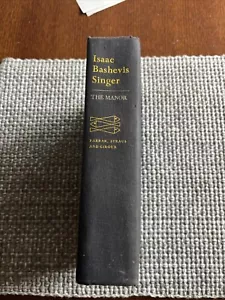 Isaac
Bashevis
Singer
THE MANOR
FARRAR, STRAUS
AND GIROUX